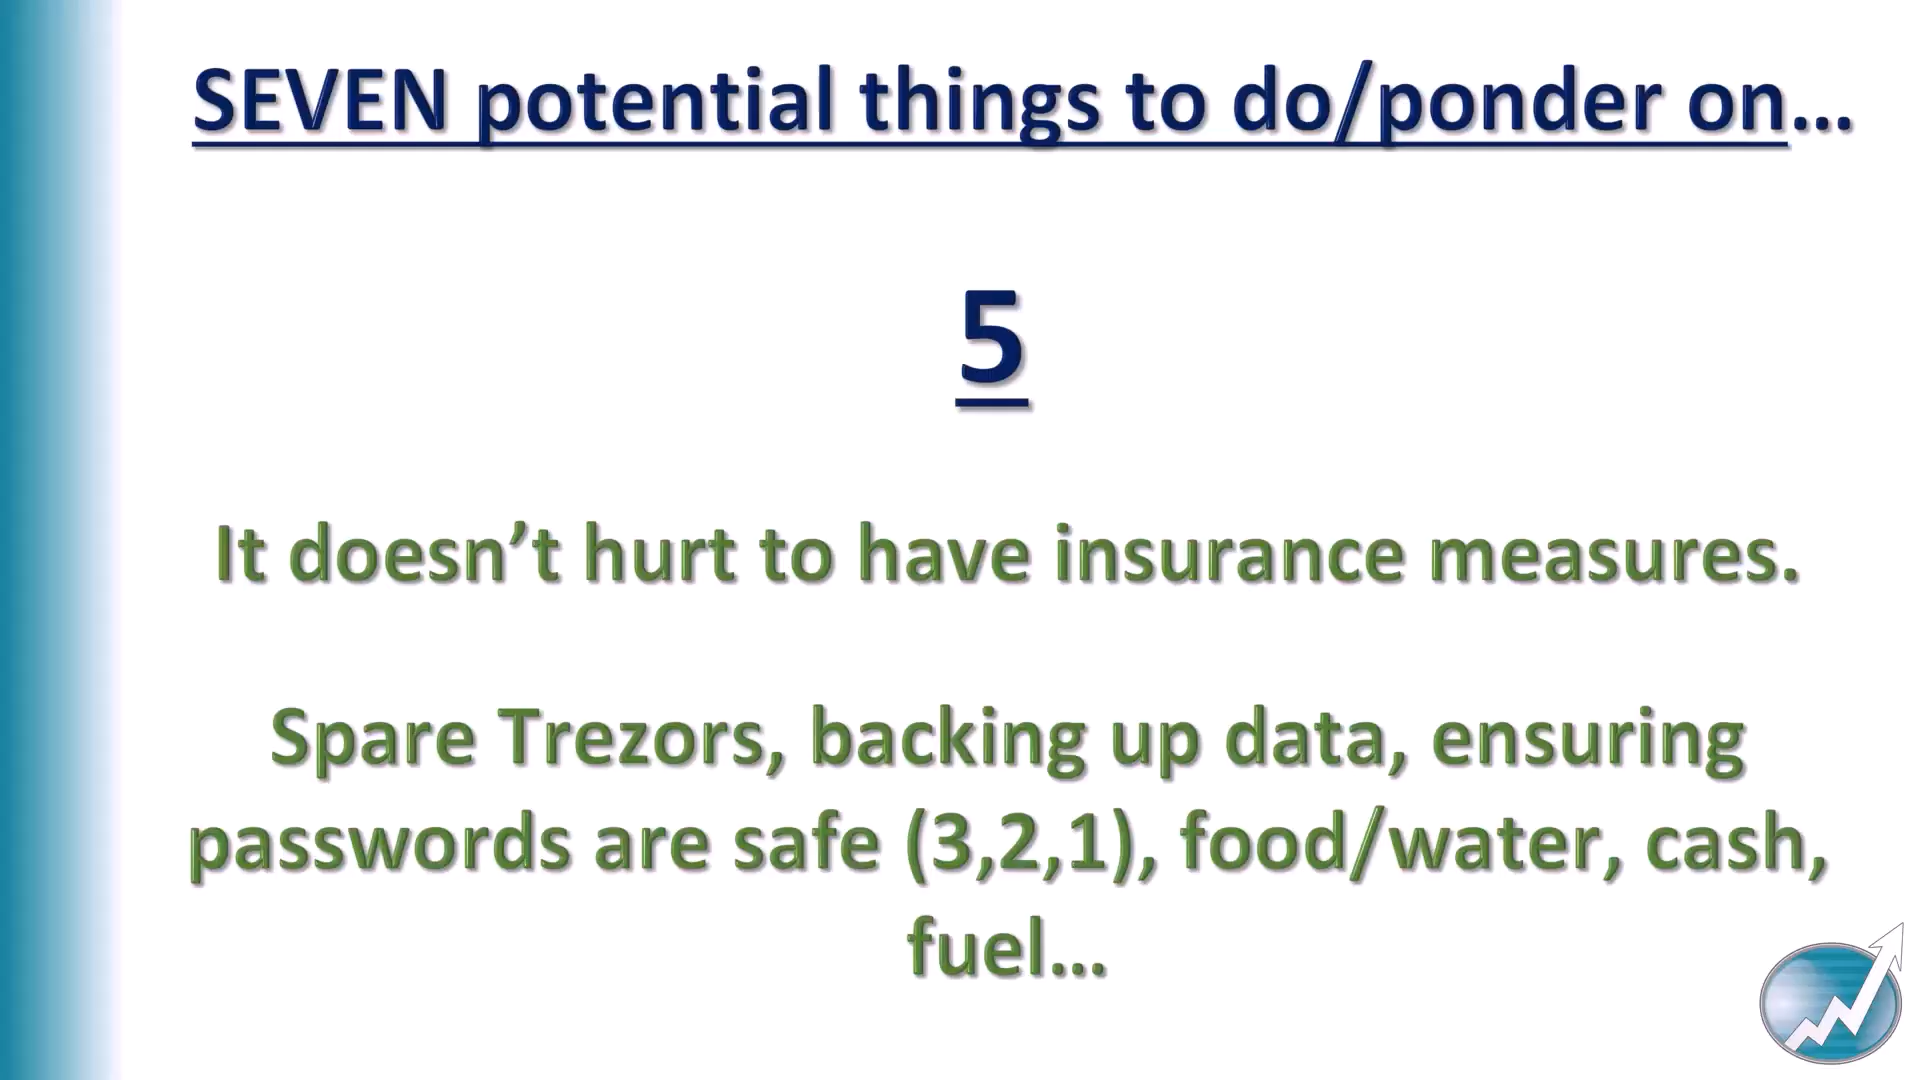 SEVEN potential things to do/ponder on…
5
It doesn’t hurt to have insurance measures.
Spare Trezors, backing up data, ensuring
passwords are safe (3,2,1), food/water, cash,
fuel…